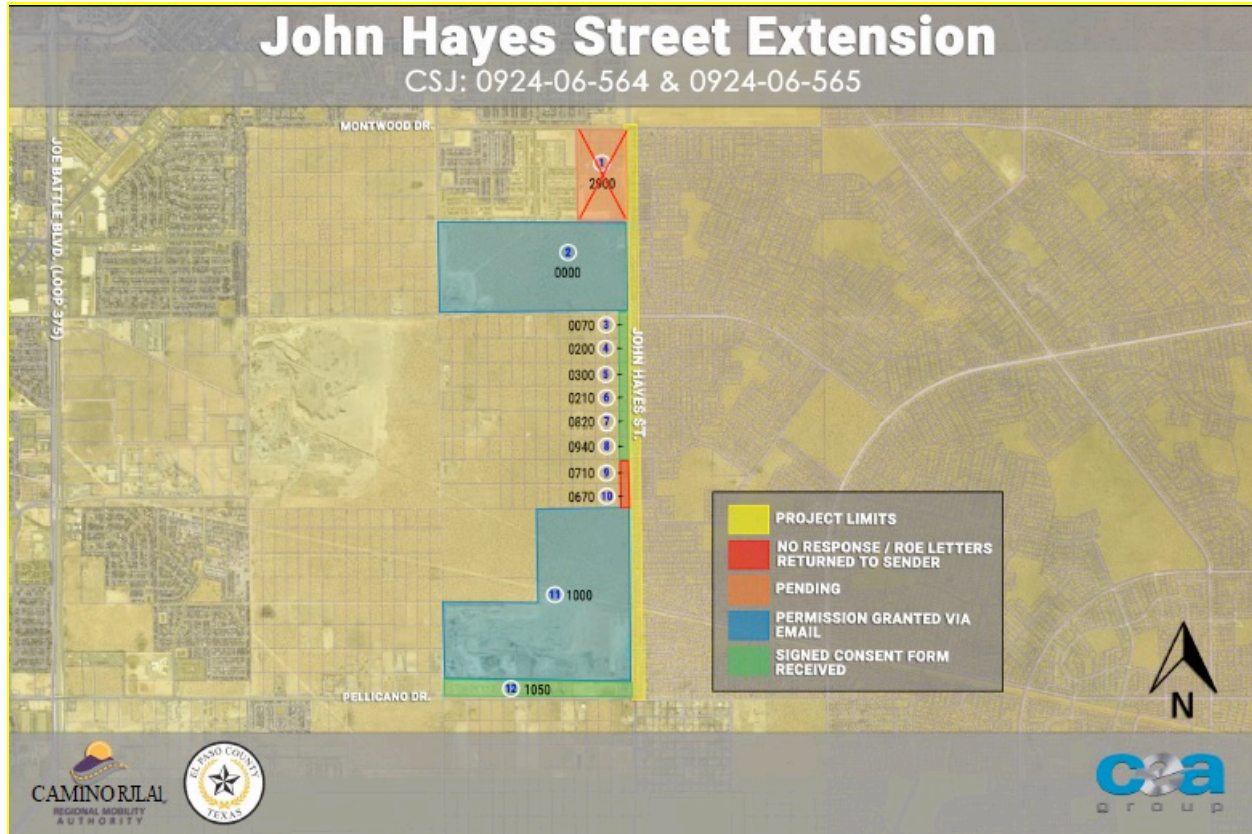 John Hayes Street Extension
CSJ: 0924-06-564 & 0924-06-565
MONTWOOD DR.
JOE BATTLE BLVD. (LOOP 375)
1
2900
2
0000
0070 3
0200 4
0300 5
0210 6
0820 7
0940 8
0710 9
0670 10
JOHN HAYES ST.
11 1000
12 1050
PELLICANO DR.
PROJECT LIMITS
NO RESPONSE / ROE LETTERS
RETURNED TO SENDER
PENDING
PERMISSION GRANTED VIA
EMAIL
SIGNED CONSENT FORM
RECEIVED
N
CAMINO RJLAL
REGIONAL MOBILITY
AUTHORITY
EL PASO COUNTY
TEXAS
cea
group